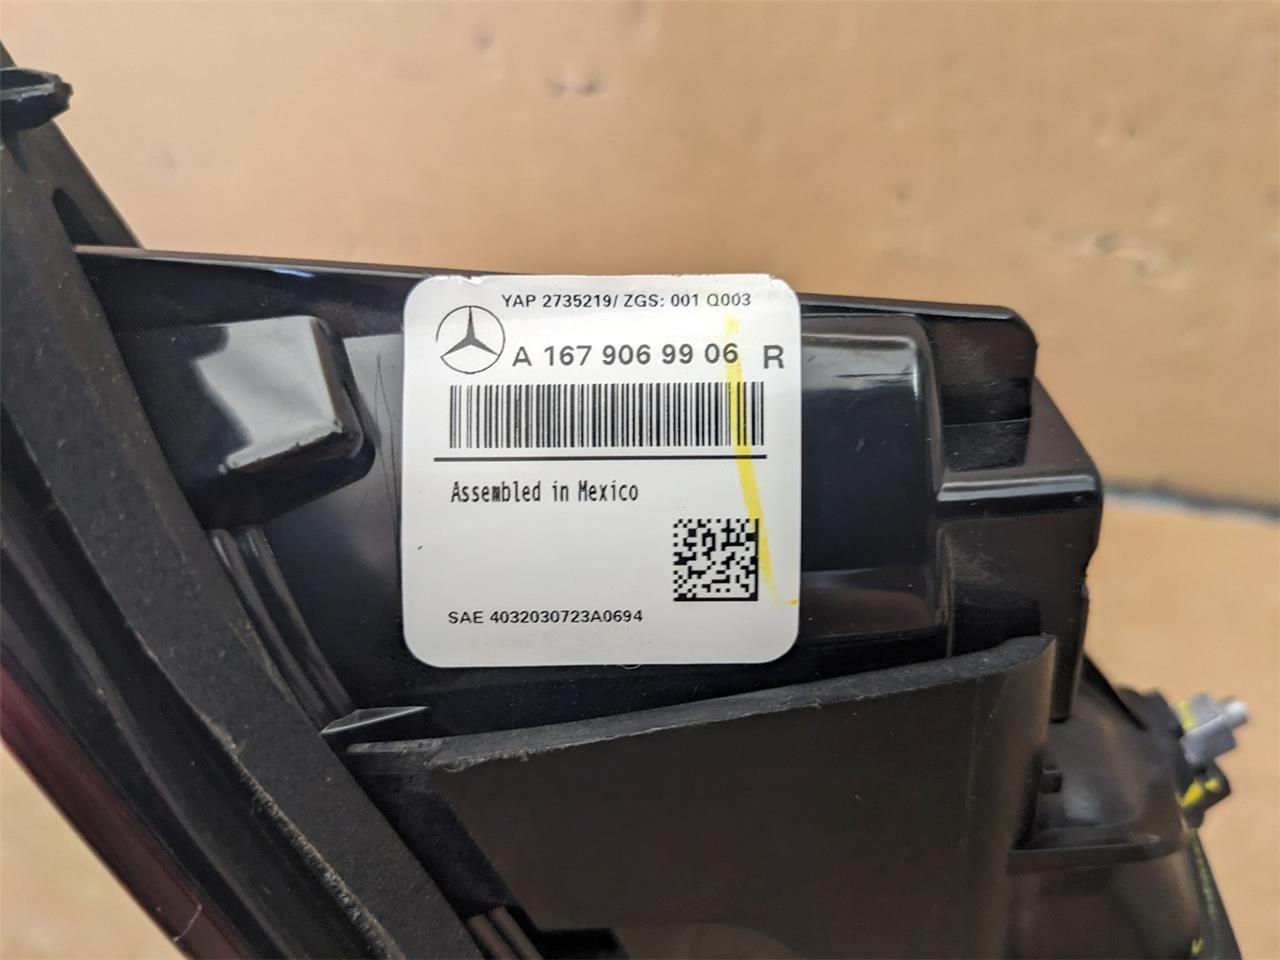 YAP 2735219/ ZGS: 001 Q003
A 167 906 99 06 R
Assembled in Mexico
SAE 4032030723A0694